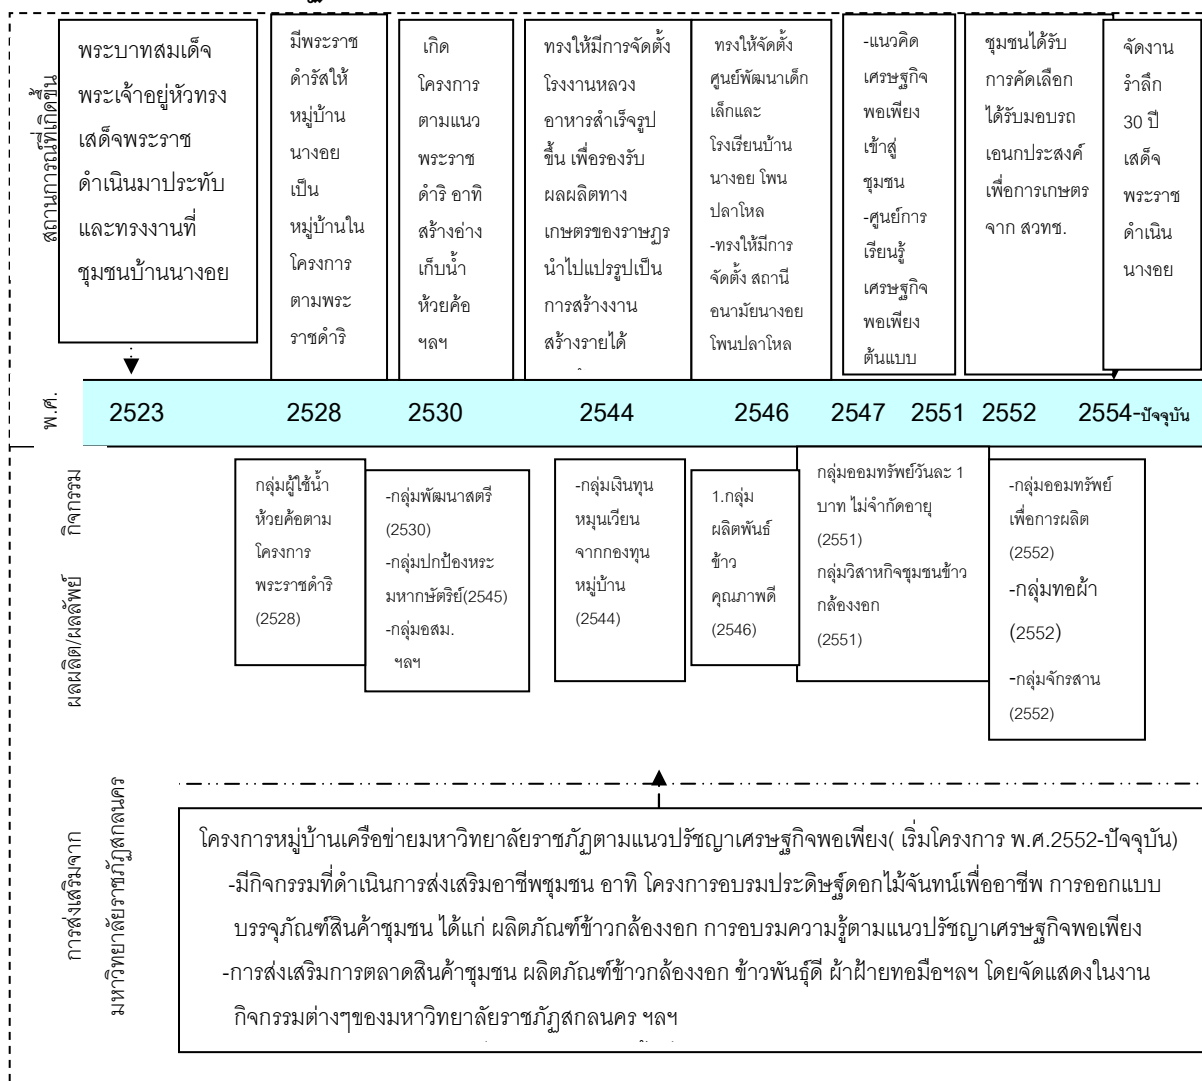 สถานการณ์ที่เกิดขึ้น
พระบาทสมเด็จ
พระเจ้าอยู่หัวทรง
เสด็จพระราช
ดำเนินมาประทับ
และทรงงานที่
ชุมชนบ้านนางอย
มีพระราช
ดำรัสให้
หมู่บ้าน
นางอย
เป็น
หมู่บ้านใน
โครงการ
ตามพระ
ราชดำริ
เกิด
โครงการ
ตามแนว
พระราช
ดำริ อาทิ
สร้างอ่าง
เก็บน้ำ
ห้วยค้อ
ฯลฯ
ทรงให้มีการจัดตั้ง
โรงงานหลวง
อาหารสำเร็จรูป
ขึ้น เพื่อรองรับ
ผลผลิตทาง
เกษตรของราษฎร
นำไปแปรรูปเป็น
การสร้างงาน
สร้างรายได้
ทรงให้จัดตั้ง
ศูนย์พัฒนาเด็ก
เล็กและ
โรงเรียนบ้าน
นางอย โพน
ปลาโหล
-ทรงให้มีการ
จัดตั้ง สถานี
อนามัยนางอย
โพนปลาโหล
-แนวคิด
เศรษฐกิจ
พอเพียง
เข้าสู่
ชุมชน
-ศูนย์การ
เรียนรู้
เศรษฐกิจ
พอเพียง
ต้นแบบ
ชุมชนได้รับ
การคัดเลือก
ได้รับมอบรถ
เอนกประสงค์
เพื่อการเกษตร
จาก สวทช.
จัดงาน
รำลึก
30 ปี
เสด็จ
พระราช
ดำเนิน
นางอย
พ.ศ.
2523 2528 2530 2544 2546 2547 2551 2552 2554-ปัจจุบัน
กิจกรรม
ผลผลิต/ผลลัพย์
กลุ่มผู้ใช้น้ำ
ห้วยค้อตาม
โครงการ
พระราชดำริ
(2528)
-กลุ่มพัฒนาสตรี
(2530)
-กลุ่มปกป้องหระ
มหากษัตริย์(2545)
-กลุ่มอสม.
ฯลฯ
-กลุ่มเงินทุน
หมุนเวียน
จากกองทุน
หมู่บ้าน
(2544)
1.กลุ่ม
ผลิตพันธ์
ข้าว
คุณภาพดี
(2546)
กลุ่มออมทรัพย์วันละ 1
บาท ไม่จำกัดอายุ
(2551)
กลุ่มวิสาหกิจชุมชนข้าว
กล้องงอก
(2551)
-กลุ่มออมทรัพย์
เพื่อการผลิต
(2552)
-กลุ่มทอผ้า
(2552)
-กลุ่มจักรสาน
(2552)
การส่งเสริมจาก
มหาวิทยาลัยราชภัฏสกลนคร
โครงการหมู่บ้านเครือข่ายมหาวิทยาลัยราชภัฏตามแนวปรัชญาเศรษฐกิจพอเพียง( เริ่มโครงการ พ.ศ.2552-ปัจจุบัน)
-มีกิจกรรมที่ดำเนินการส่งเสริมอาชีพชุมชน อาทิ โครงการอบรมประดิษฐ์ดอกไม้จันทน์เพื่ออาชีพ การออกแบบ
บรรจุภัณฑ์สินค้าชุมชน ได้แก่ ผลิตภัณฑ์ข้าวกล้องงอก การอบรมความรู้ตามแนวปรัชญาเศรษฐกิจพอเพียง
-การส่งเสริมการตลาดสินค้าชุมชน ผลิตภัณฑ์ข้าวกล้องงอก ข้าวพันธุ์ดี ผ้าฝ้ายทอมือฯลฯ โดยจัดแสดงในงาน
กิจกรรมต่างๆของมหาวิทยาลัยราชภัฏสกลนคร ฯลฯ